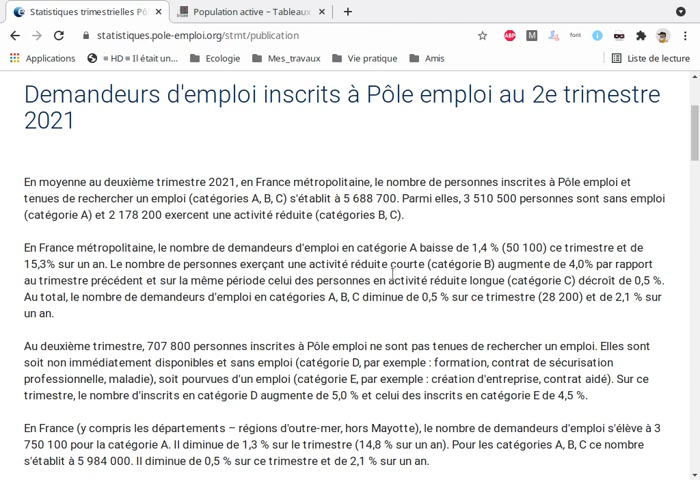 Statistiques trimestrielles Pô
Population active – Tableaux
statistiques.pole-emploi.org/stmt/publication
ABP M font
Applications = HD = Il était un... Ecologie Mes_travaux Vie pratique Amis Liste de lecture
Demandeurs d'emploi inscrits à Pôle emploi au 2e trimestre
2021
En moyenne au deuxième trimestre 2021, en France métropolitaine, le nombre de personnes inscrites à Pôle emploi et
tenues de rechercher un emploi (catégories A, B, C) s'établit à 5 688 700. Parmi elles, 3 510 500 personnes sont sans emploi
(catégorie A) et 2 178 200 exercent une activité réduite (catégories B, C).
En France métropolitaine, le nombre de demandeurs d'emploi en catégorie A baisse de 1,4 % (50 100) ce trimestre et de
15,3% sur un an. Le nombre de personnes exerçant une activité réduite courte (catégorie B) augmente de 4,0% par rapport
au trimestre précédent et sur la même période celui des personnes en activité réduite longue (catégorie C) décroît de 0,5 %.
Au total, le nombre de demandeurs d'emploi en catégories A, B, C diminue de 0,5 % sur ce trimestre (28 200) et de 2,1 % sur
un an.
Au deuxième trimestre, 707 800 personnes inscrites à Pôle emploi ne sont pas tenues de rechercher un emploi. Elles sont
soit non immédiatement disponibles et sans emploi (catégorie D, par exemple : formation, contrat de sécurisation
professionnelle, maladie), soit pourvues d'un emploi (catégorie E, par exemple : création d'entreprise, contrat aidé). Sur ce
trimestre, le nombre d'inscrits en catégorie D augmente de 5,0 % et celui des inscrits en catégorie E de 4,5 %.
En France (y compris les départements – régions d'outre-mer, hors Mayotte), le nombre de demandeurs d'emploi s'élève à 3
750 100 pour la catégorie A. Il diminue de 1,3 % sur le trimestre (14,8 % sur un an). Pour les catégories A, B, C ce nombre
s'établit à 5 984 000. Il diminue de 0,5 % sur ce trimestre et de 2,1 % sur un an.